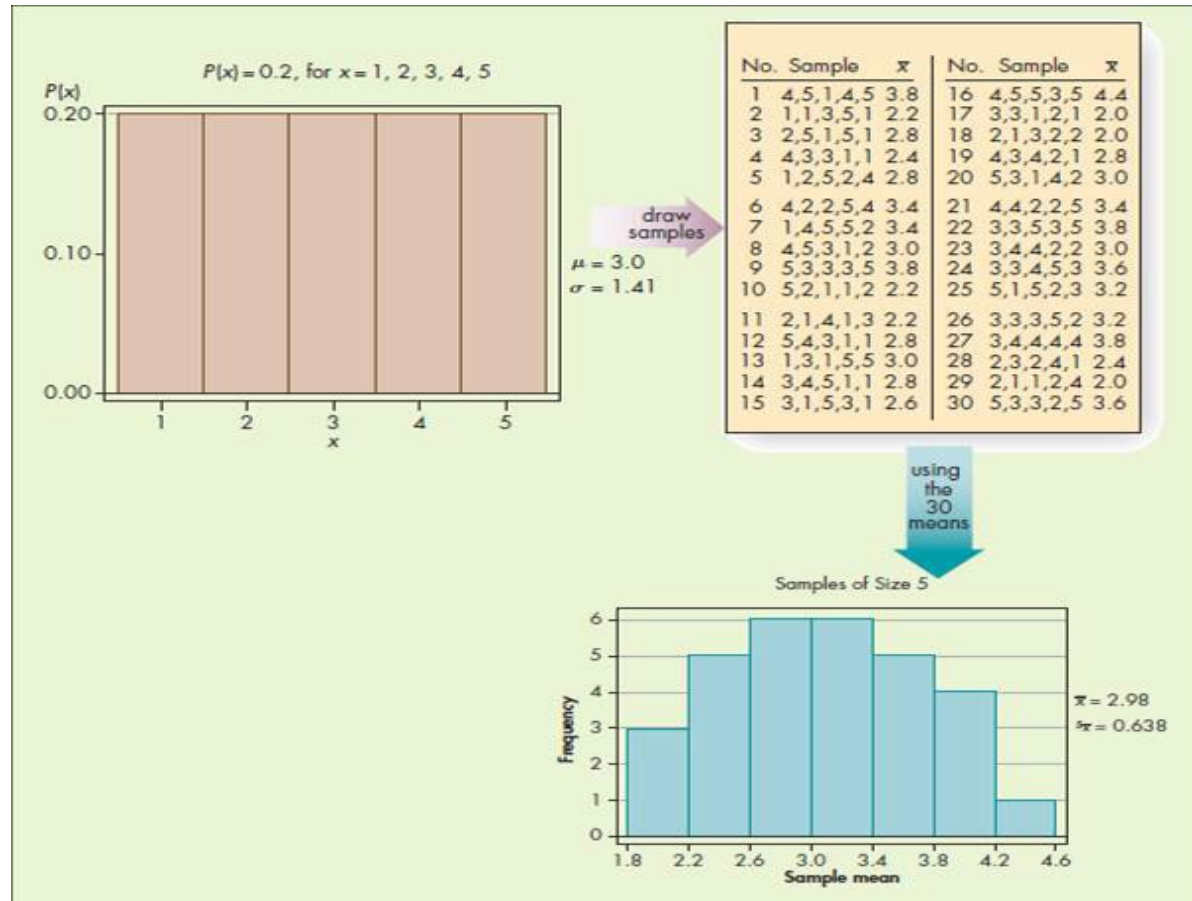 P(x) = 0.2, for x = 1, 2, 3, 4, 5
P(x)
0.20
0.10
0.00
1 2 3 4 5
x
μ = 3.0
σ = 1.41
draw
samples
No. Sample x̄ No. Sample x̄
1 4,5,1,4,5 3.8 16 4,5,5,3,5 4.4
2 1,1,3,5,1 2.2 17 3,3,1,2,1 2.0
3 2,5,1,5,1 2.8 18 2,1,3,2,2 2.0
4 4,3,3,1,1 2.4 19 4,3,4,2,1 2.8
5 1,2,5,2,4 2.8 20 5,3,1,4,2 3.0
6 4,2,2,5,4 3.4 21 4,4,2,2,5 3.4
7 1,4,5,5,2 3.4 22 3,3,5,3,5 3.8
8 4,5,3,1,2 3.0 23 3,4,4,2,2 3.0
9 5,3,3,3,5 3.8 24 3,3,4,5,3 3.6
10 5,2,1,1,2 2.2 25 5,1,5,2,3 3.2
11 2,1,4,1,3 2.2 26 3,3,3,5,2 3.2
12 5,4,3,1,1 2.8 27 3,4,4,4,4 3.8
13 1,3,1,5,5 3.0 28 2,3,2,4,1 2.4
14 3,4,5,1,1 2.8 29 2,1,1,2,4 2.0
15 3,1,5,3,1 2.6 30 5,3,3,2,5 3.6
using
the
30
means
Samples of Size 5
Frequency
6
5
4
3
2
1
0
1.8 2.2 2.6 3.0 3.4 3.8 4.2 4.6
Sample mean
x̿ = 2.98
sx̄ = 0.638